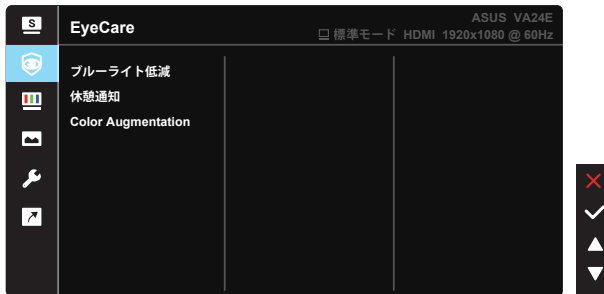 S
EyeCare
ASUS VA24E
標準モード HDMI 1920x1080 @ 60Hz
ブルーライト低減
休憩通知
Color Augmentation